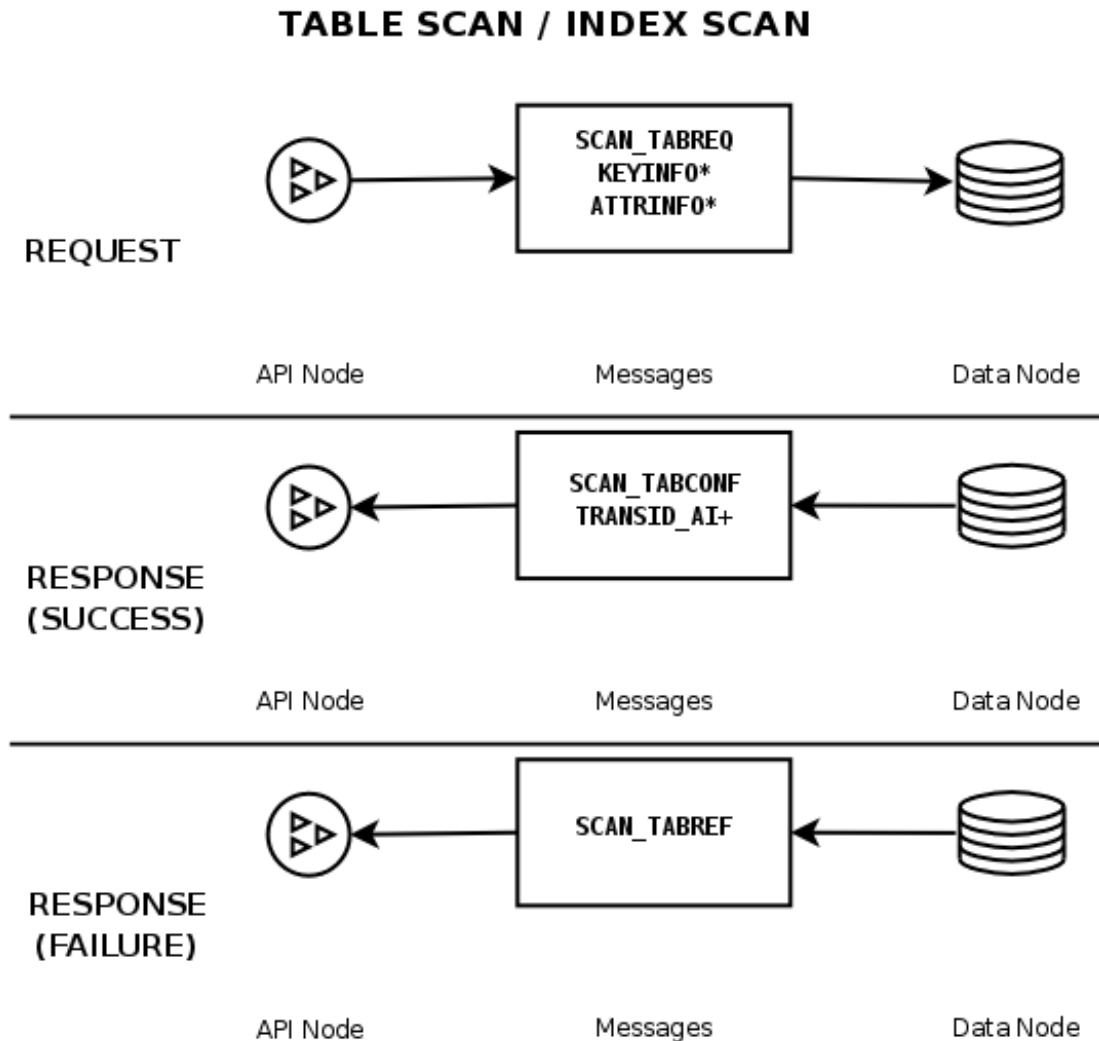 TABLE SCAN / INDEX SCAN
SCAN_TABREQ
KEYINFO*
ATTRINFO*
REQUEST
API Node
Messages
Data Node
SCAN_TABCONF
TRANSID_AI+
RESPONSE
(SUCCESS)
API Node
Messages
Data Node
SCAN_TABREF
RESPONSE
(FAILURE)
API Node
Messages
Data Node